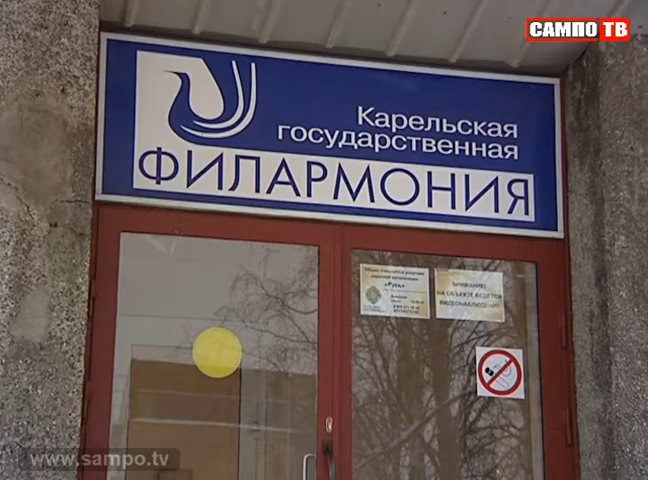 САМПО ТВ
Карельская
государственная
ФИЛАРМОНИЯ
«Русь»
ВНИМАНИЕ!
НА ОБЪЕКТЕ ВЕДЕТСЯ
ВИДЕОНАБЛЮДЕНИЕ
www.sampo.tv